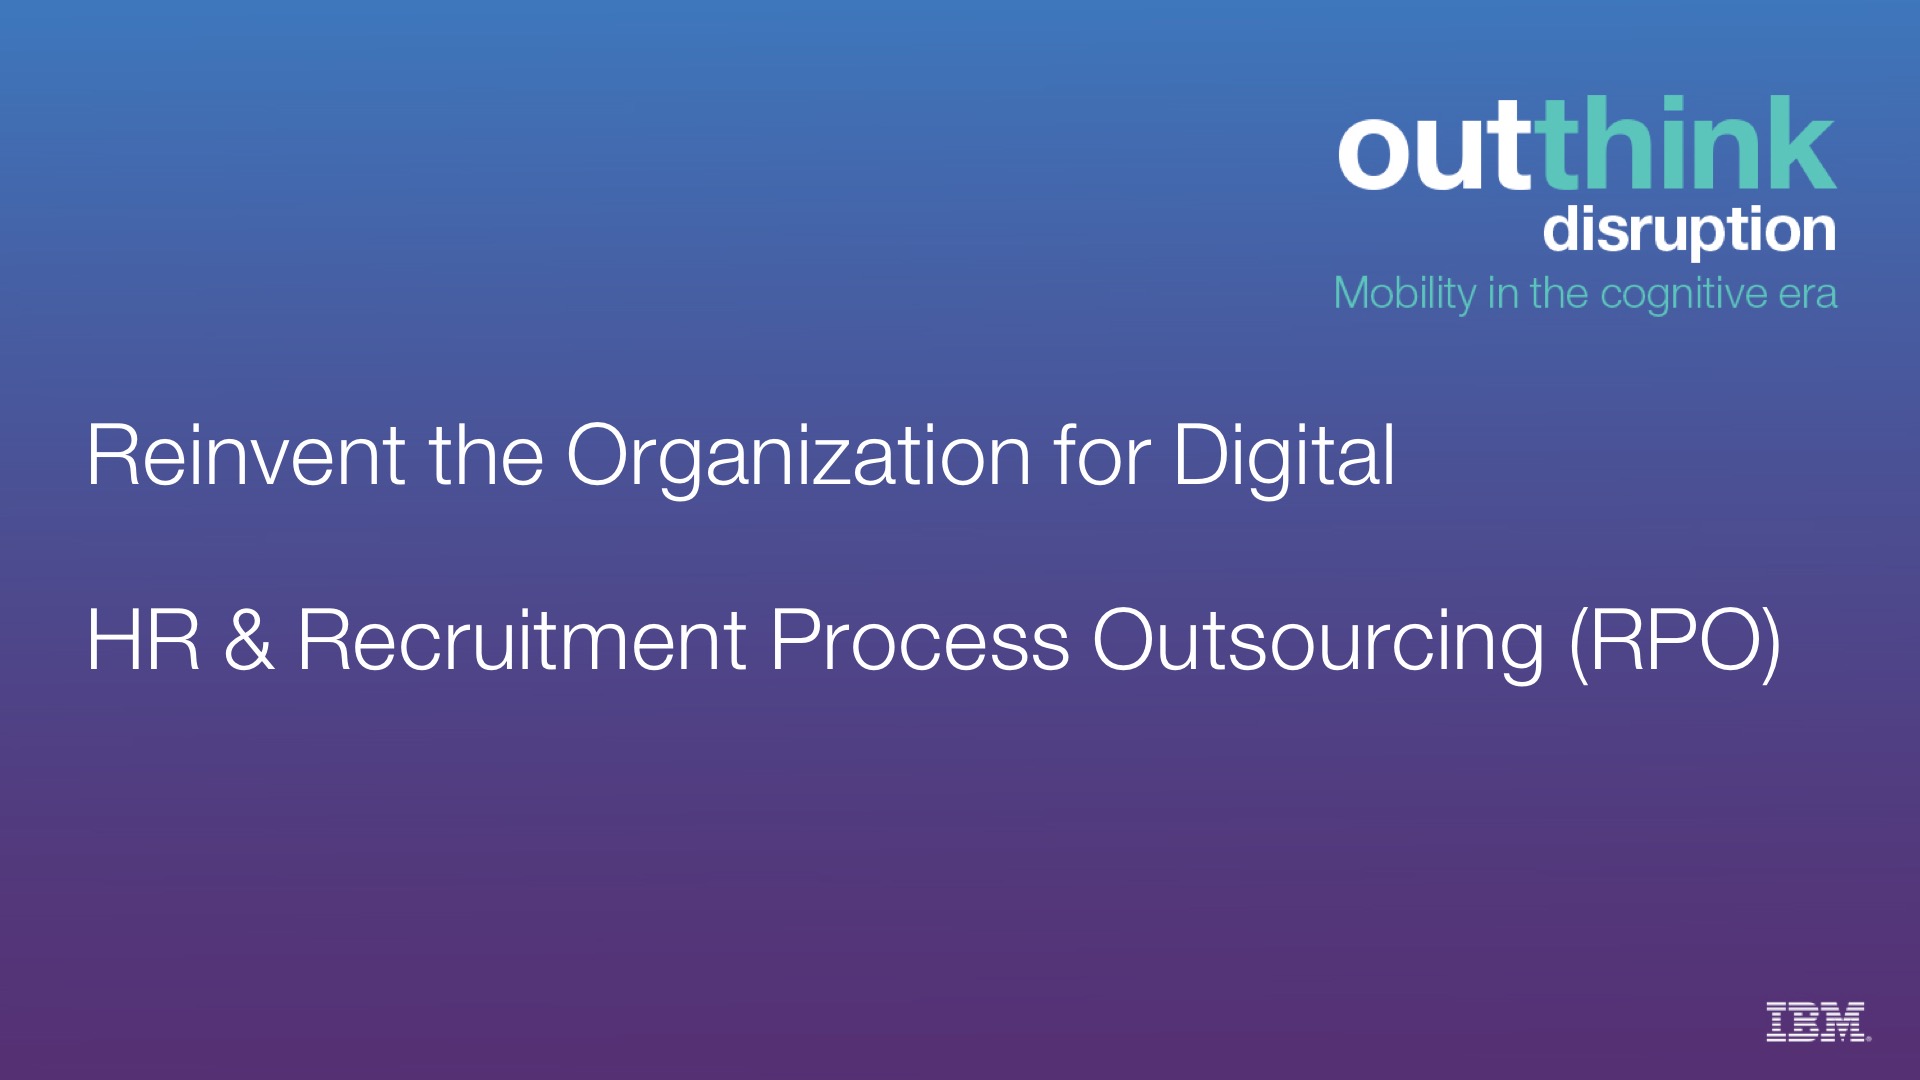 outthink
disruption
Mobility in the cognitive era
Reinvent the Organization for Digital
HR & Recruitment Process Outsourcing (RPO)
IBM®